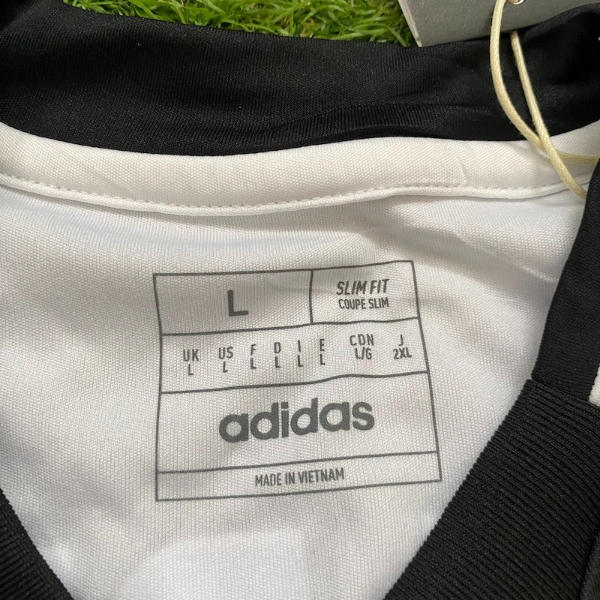 L
SLIM FIT
COUPE SLIM
UK US F D I E CDN J
L L L L L L L/G 2XL
adidas
MADE IN VIETNAM